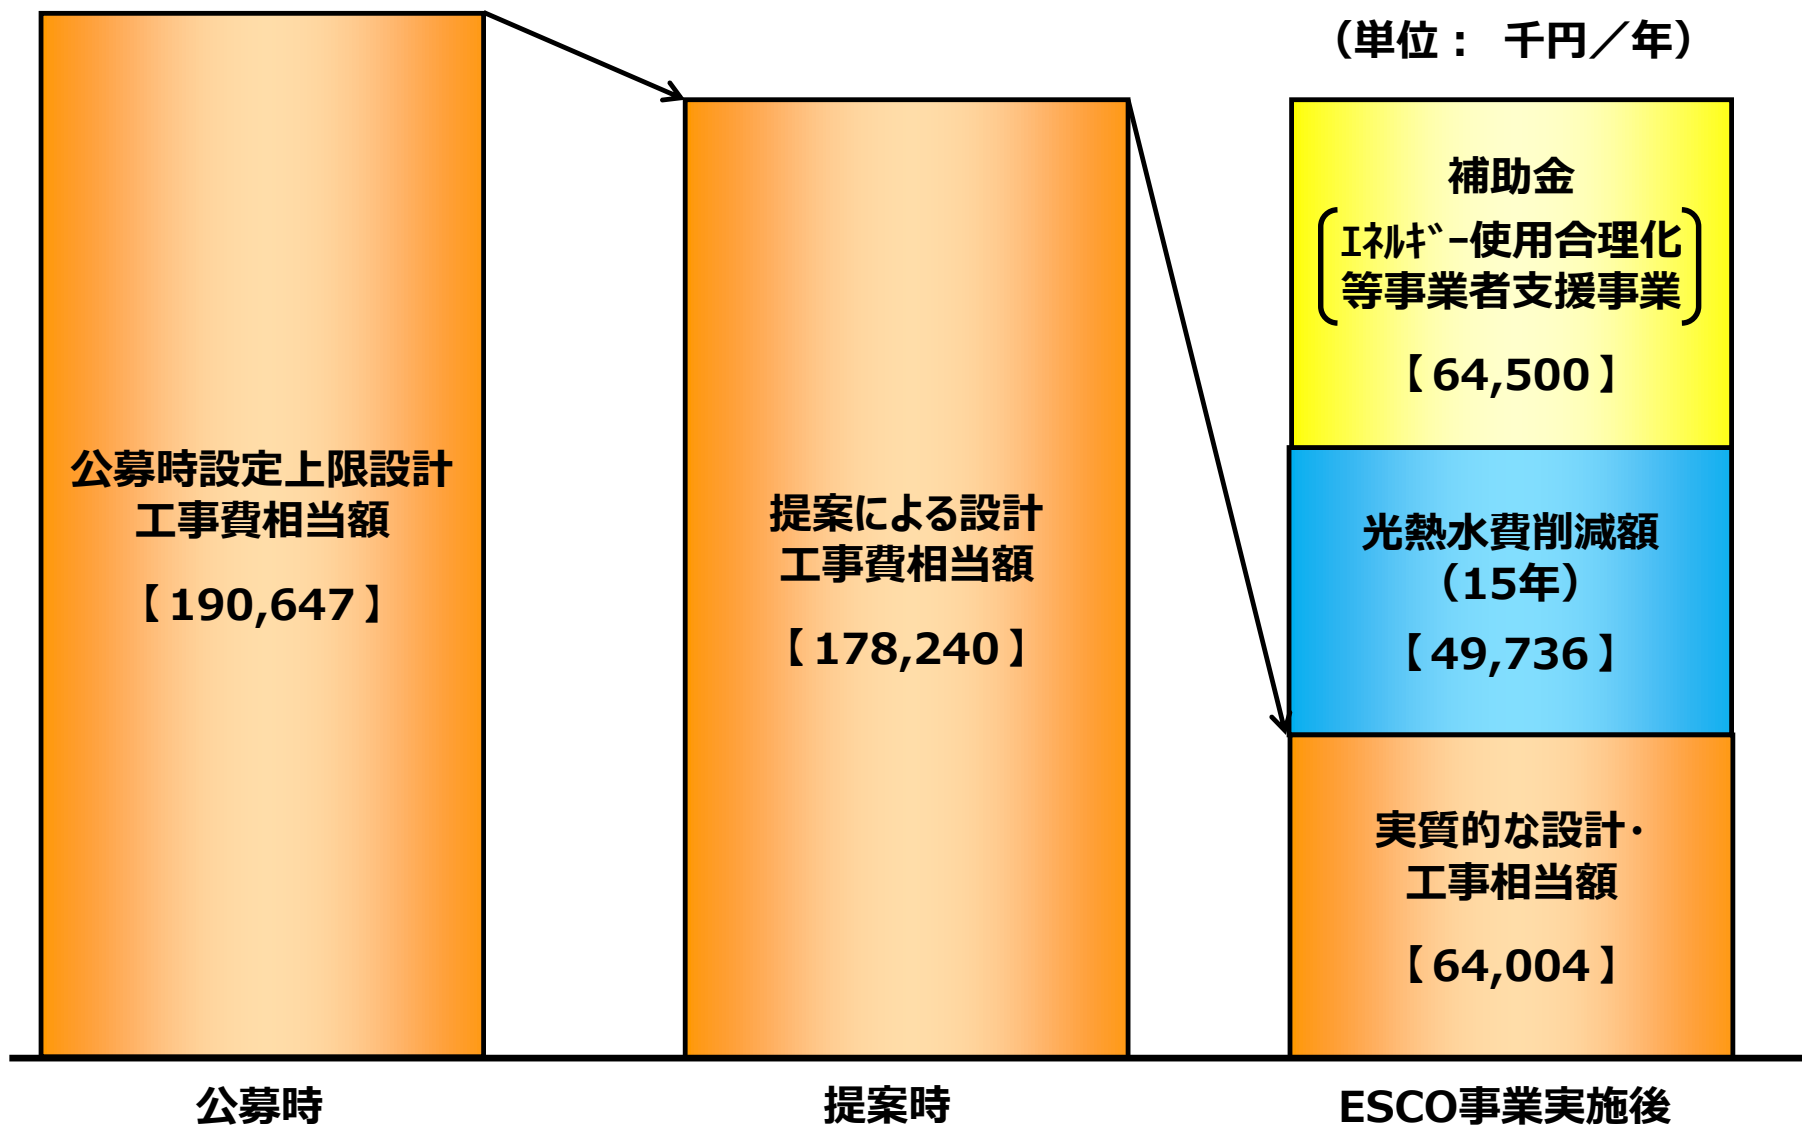 （単位： 千円／年）
公募時設定上限設計
工事費相当額
【190,647】
提案による設計
工事費相当額
【178,240】
補助金
ｴﾈﾙｷﾞｰ使用合理化
等事業者支援事業
【64,500】
光熱水費削減額
（15年）
【49,736】
実質的な設計・
工事相当額
【64,004】
公募時
提案時
ESCO事業実施後